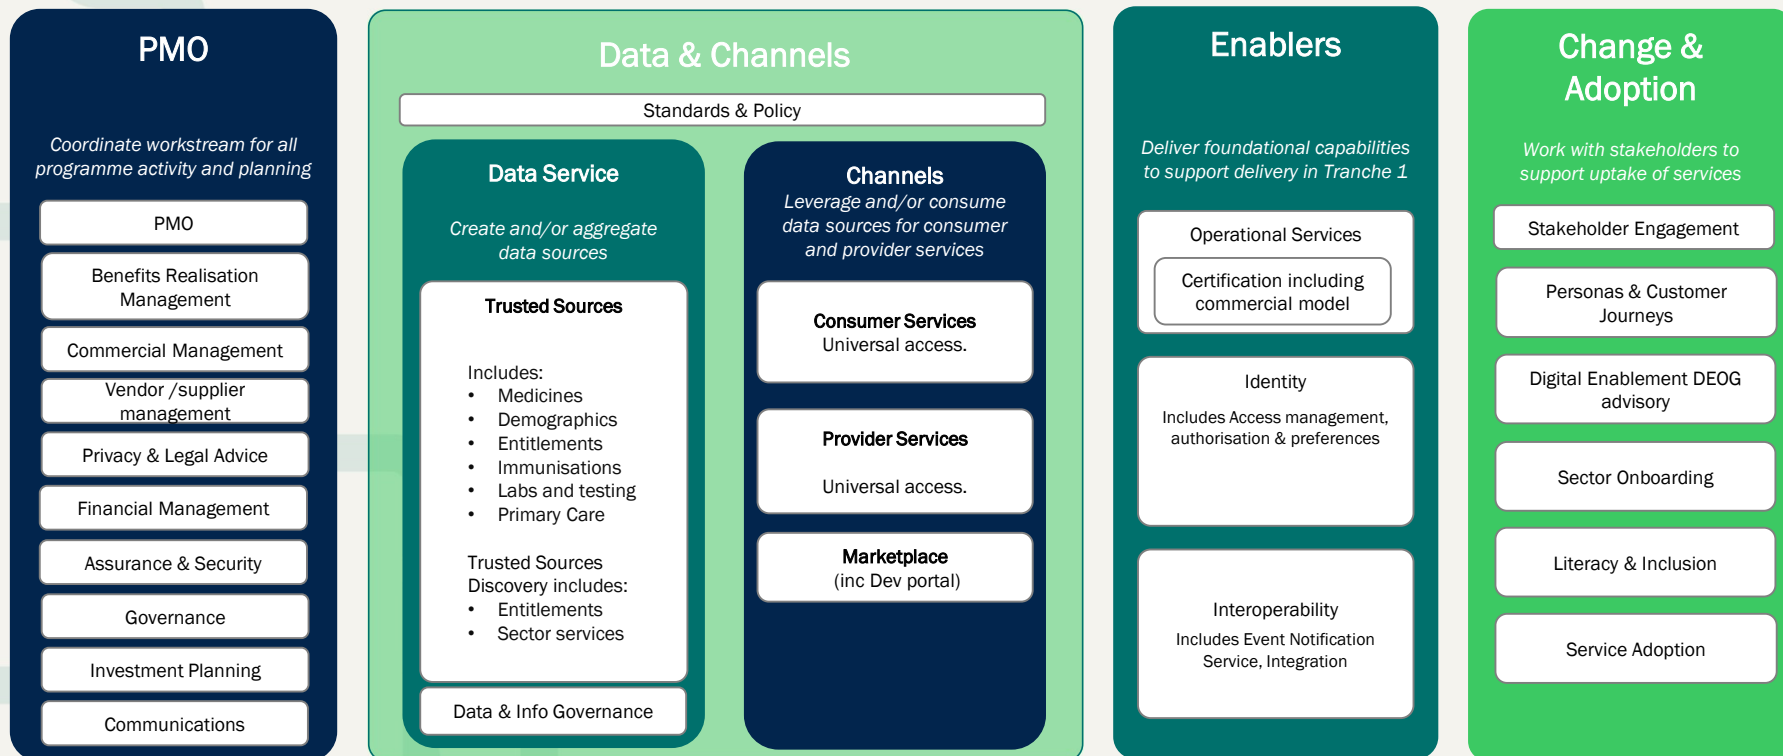 PMO
Coordinate workstream for all
programme activity and planning
PMO
Benefits Realisation
Management
Commercial Management
Vendor /supplier
management
Privacy & Legal Advice
Financial Management
Assurance & Security
Governance
Investment Planning
Communications
Data & Channels
Standards & Policy
Data Service
Create and/or aggregate
data sources
Trusted Sources
Includes:
• Medicines
• Demographics
• Entitlements
• Immunisations
• Labs and testing
• Primary Care
Trusted Sources
Discovery includes:
• Entitlements
• Sector services
Data & Info Governance
Channels
Leverage and/or consume
data sources for consumer
and provider services
Consumer Services
Universal access.
Provider Services
Universal access.
Marketplace
(inc Dev portal)
Enablers
Deliver foundational capabilities
to support delivery in Tranche 1
Operational Services
Certification including
commercial model
Identity
Includes Access management,
authorisation & preferences
Interoperability
Includes Event Notification
Service, Integration
Change &
Adoption
Work with stakeholders to
support uptake of services
Stakeholder Engagement
Personas & Customer
Journeys
Digital Enablement DEOG
advisory
Sector Onboarding
Literacy & Inclusion
Service Adoption